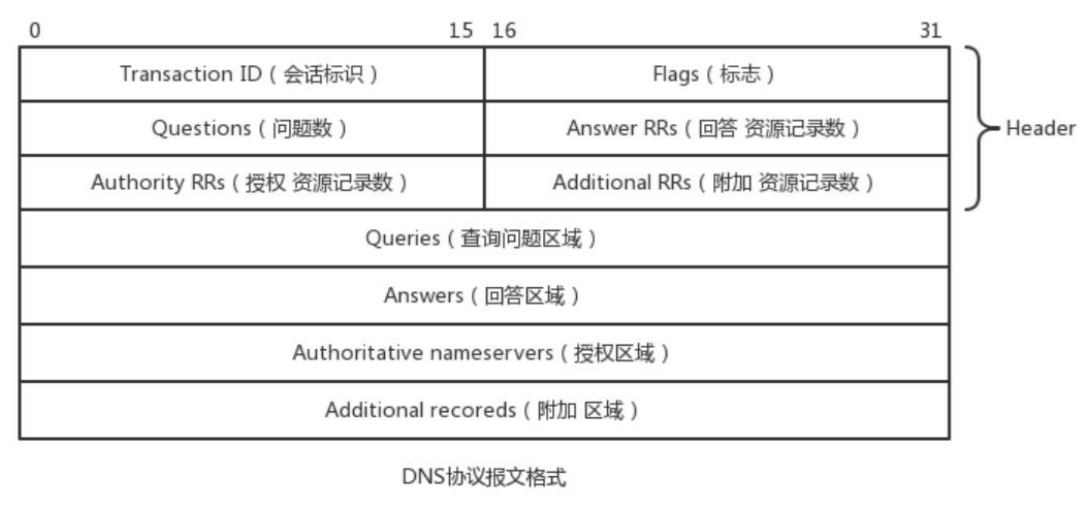 0 15 16 31
Transaction ID（会话标识） Flags（标志）
Questions（问题数） Answer RRs（回答 资源记录数） Header
Authority RRs（授权 资源记录数） Additional RRs（附加 资源记录数）
Queries（查询问题区域）
Answers（回答区域）
Authoritative nameservers（授权区域）
Additional recoreds（附加 区域）
DNS协议报文格式